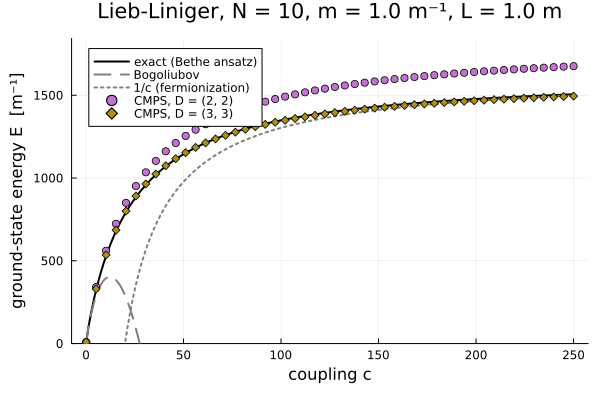 Lieb-Liniger, N = 10, m = 1.0 m⁻¹, L = 1.0 m
exact (Bethe ansatz)
Bogoliubov
1/c (fermionization)
CMPS, D = (2, 2)
CMPS, D = (3, 3)
ground-state energy E [m⁻¹]
1500
1000
500
0
0
50
100
150
200
250
coupling c